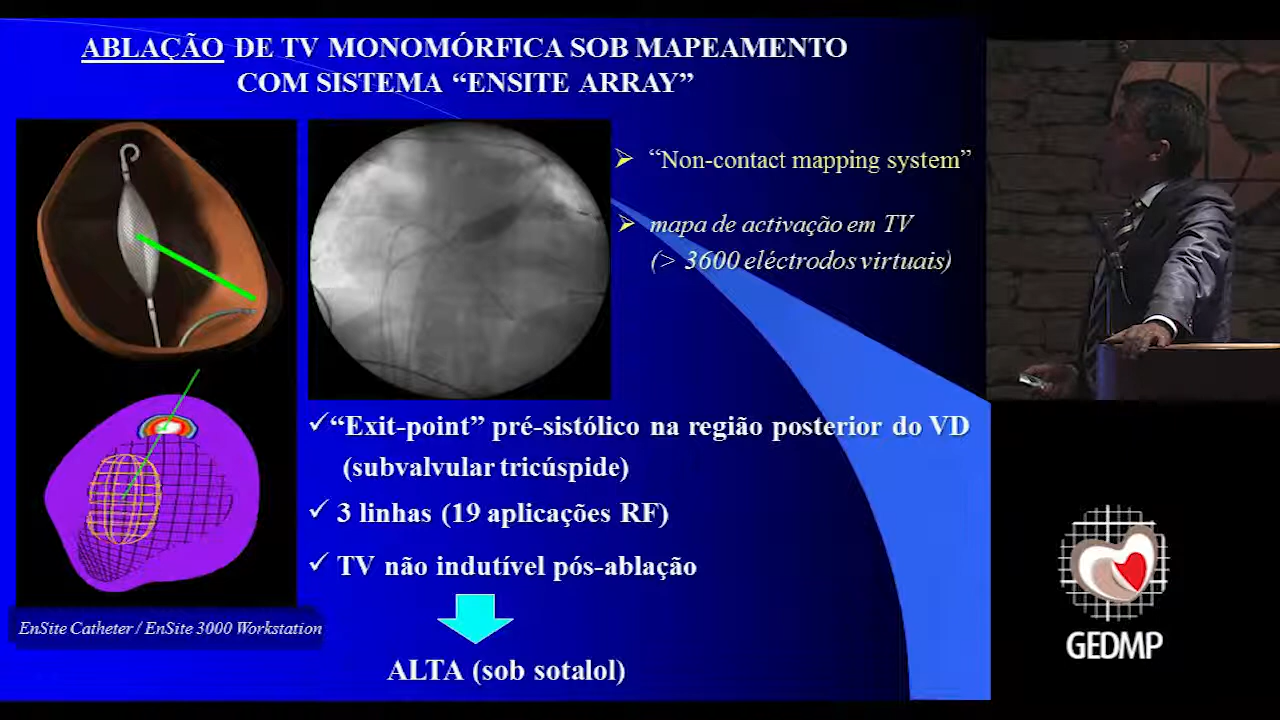 ABLAÇÃO DE TV MONOMÓRFICA SOB MAPEAMENTO
COM SISTEMA “ENSITE ARRAY”
“Non-contact mapping system”
mapa de activação em TV
(> 3600 eléctrodos virtuais)
“Exit-point” pré-sistólico na região posterior do VD
(subvalvular tricúspide)
3 linhas (19 aplicações RF)
TV não indutível pós-ablação
EnSite Catheter / EnSite 3000 Workstation
ALTA (sob sotalol)
GEDMP